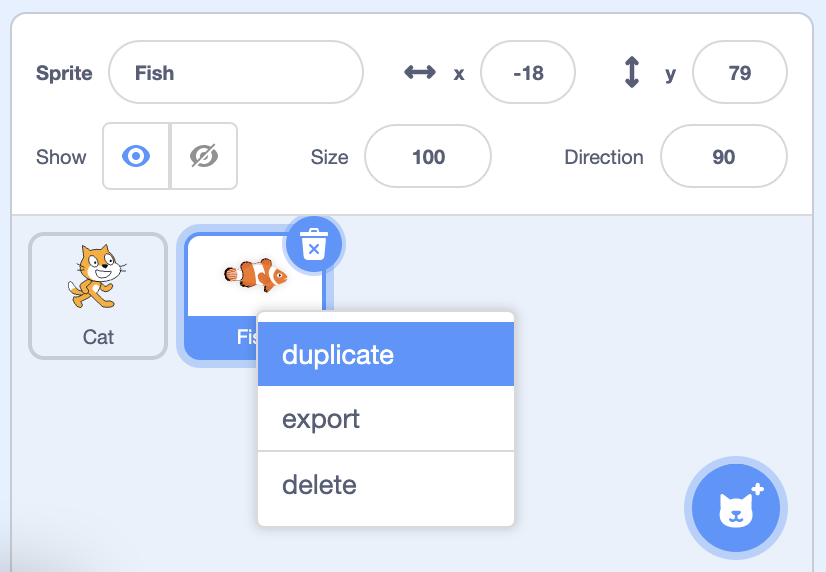 Sprite Fish x -18 y 79
Show Size 100 Direction 90
Cat
duplicate
export
delete